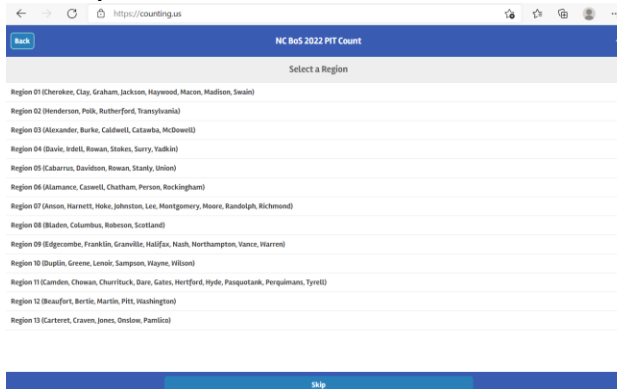 https://counting.us
Back
NC BoS 2022 PIT Count
Select a Region
Region 01 (Cherokee, Clay, Graham, Jackson, Haywood, Macon, Madison, Swain)
Region 02 (Henderson, Polk, Rutherford, Transylvania)
Region 03 (Alexander, Burke, Caldwell, Catawba, McDowell)
Region 04 (Davie, Iredell, Rowan, Stokes, Surry, Yadkin)
Region 05 (Cabarrus, Davidson, Rowan, Stanly, Union)
Region 06 (Alamance, Caswell, Chatham, Person, Rockingham)
Region 07 (Anson, Harnett, Hoke, Johnston, Lee, Montgomery, Moore, Randolph, Richmond)
Region 08 (Bladen, Columbus, Robeson, Scotland)
Region 09 (Edgecombe, Franklin, Granville, Halifax, Nash, Northampton, Vance, Warren)
Region 10 (Duplin, Greene, Lenoir, Sampson, Wayne, Wilson)
Region 11 (Camden, Chowan, Churrituck, Dare, Gates, Hertford, Hyde, Pasquotank, Perquimans, Tyrell)
Region 12 (Beaufort, Bertie, Martin, Pitt, Washington)
Region 13 (Carteret, Craven, Jones, Onslow, Pamlico)
Skip